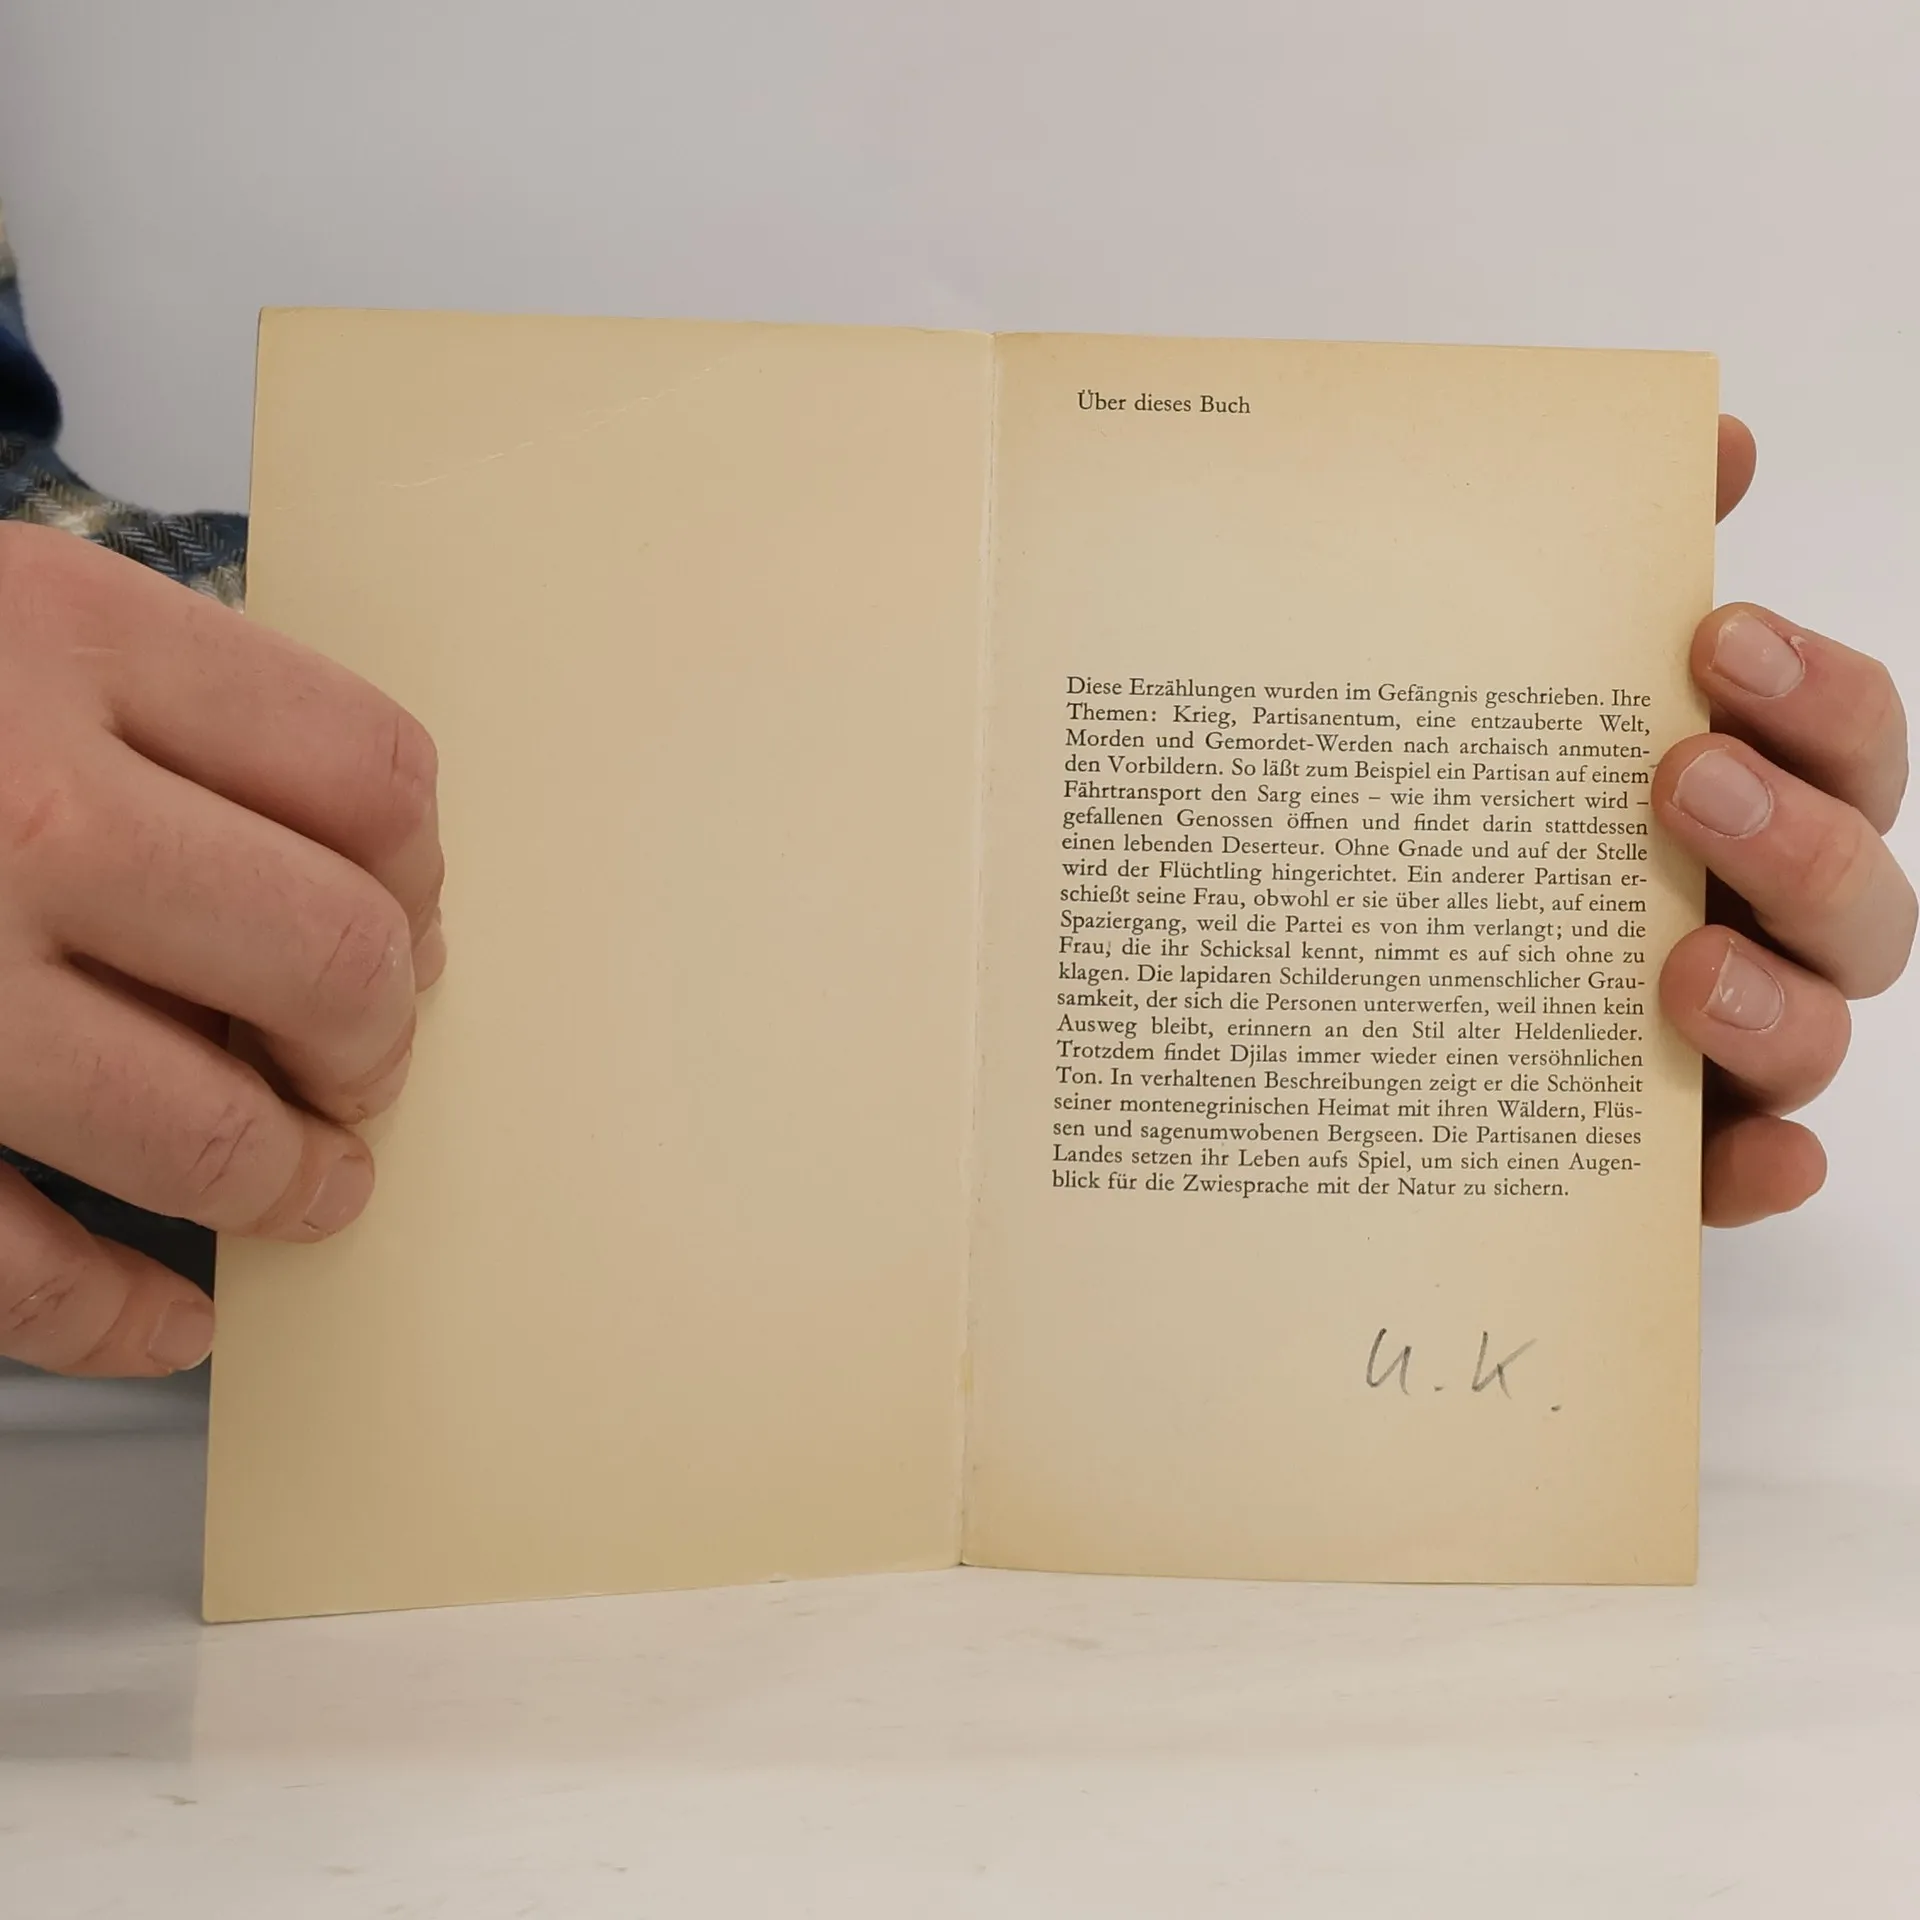 Über dieses Buch
Diese Erzählungen wurden im Gefängnis geschrieben. Ihre
Themen: Krieg, Partisanentum, eine entzauberte Welt,
Morden und Gemordet-Werden nach archaisch anmuten-
den Vorbildern. So läßt zum Beispiel ein Partisan auf einem
Fährtransport den Sarg eines – wie ihm versichert wird –
gefallenen Genossen öffnen und findet darin stattdessen
einen lebenden Deserteur. Ohne Gnade und auf der Stelle
wird der Flüchtling hingerichtet. Ein anderer Partisan er-
schießt seine Frau, obwohl er sie über alles liebt, auf einem
Spaziergang, weil die Partei es von ihm verlangt; und die
Frau, die ihr Schicksal kennt, nimmt es auf sich ohne zu
klagen. Die lapidaren Schilderungen unmenschlicher Grau-
samkeit, der sich die Personen unterwerfen, weil ihnen kein
Ausweg bleibt, erinnern an den Stil alter Heldenlieder.
Trotzdem findet Djilas immer wieder einen versöhnlichen
Ton. In verhaltenen Beschreibungen zeigt er die Schönheit
seiner montenegrinischen Heimat mit ihren Wäldern, Flüs-
sen und sagenumwobenen Bergseen. Die Partisanen dieses
Landes setzen ihr Leben aufs Spiel, um sich einen Augen-
blick für die Zwiesprache mit der Natur zu sichern.
U. K.